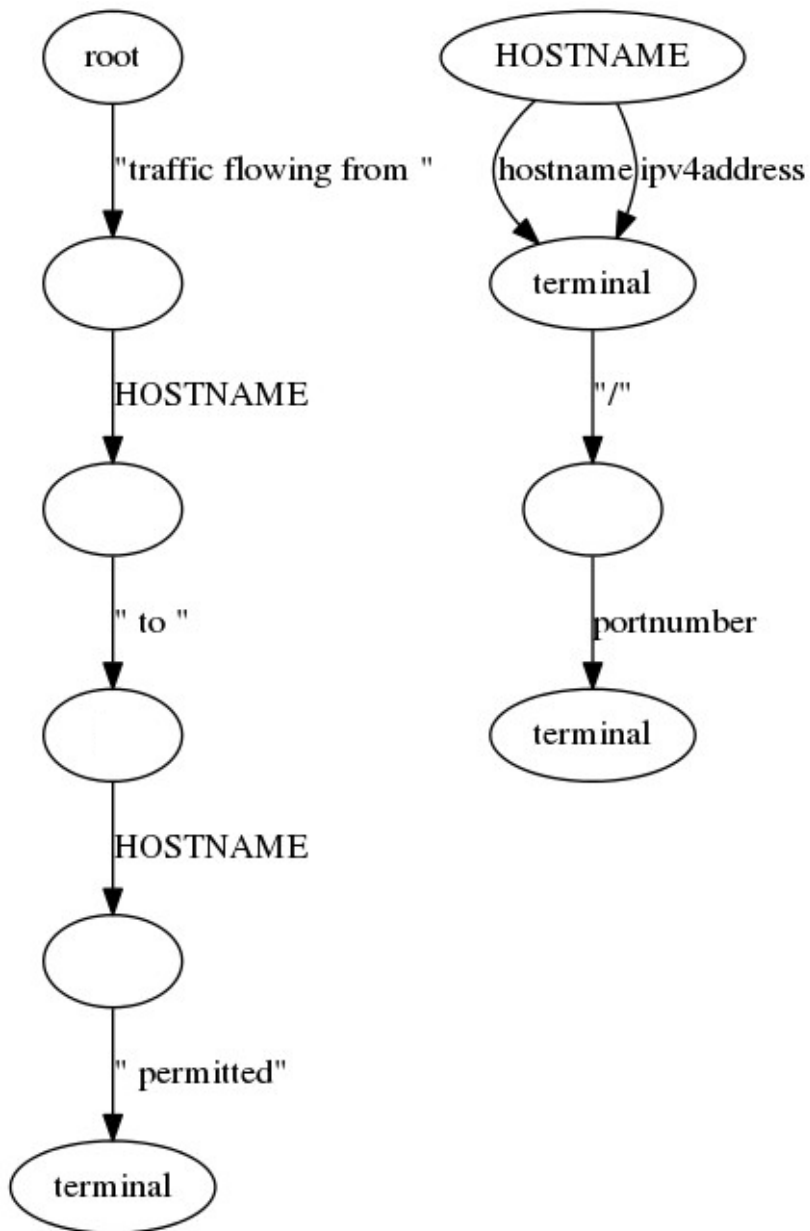 root
"traffic flowing from "
HOSTNAME
" to "
HOSTNAME
" permitted"
terminal
HOSTNAME
hostname
ipv4address
terminal
"/"
portnumber
terminal